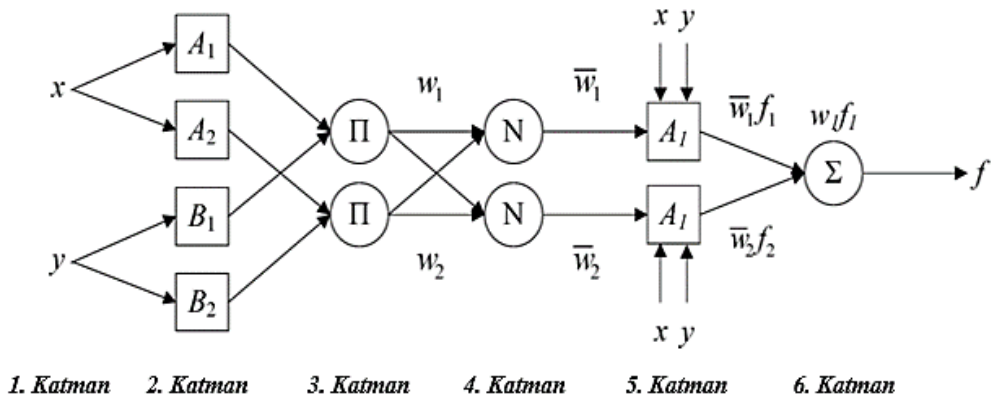 x y
A₁
w₁
w̅₁
w̅₁f₁
w₁f₁
x
A₂
Π
N
A₁
Σ
f
B₁
Π
N
A₁
y
w₂
w̅₂
w̅₂f₂
B₂
x y
1. Katman 2. Katman 3. Katman 4. Katman 5. Katman 6. Katman